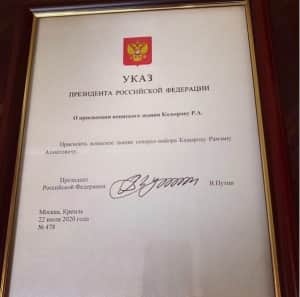 УКАЗ
ПРЕЗИДЕНТА РОССИЙСКОЙ ФЕДЕРАЦИИ
О присвоении воинского звания Кадырову Р.А.
Присвоить воинское звание генерал-майора Кадырову Рамзану
Ахматовичу.
Президент
Российской Федерации
В.Путин
Москва, Кремль
22 июля 2020 года
№ 478